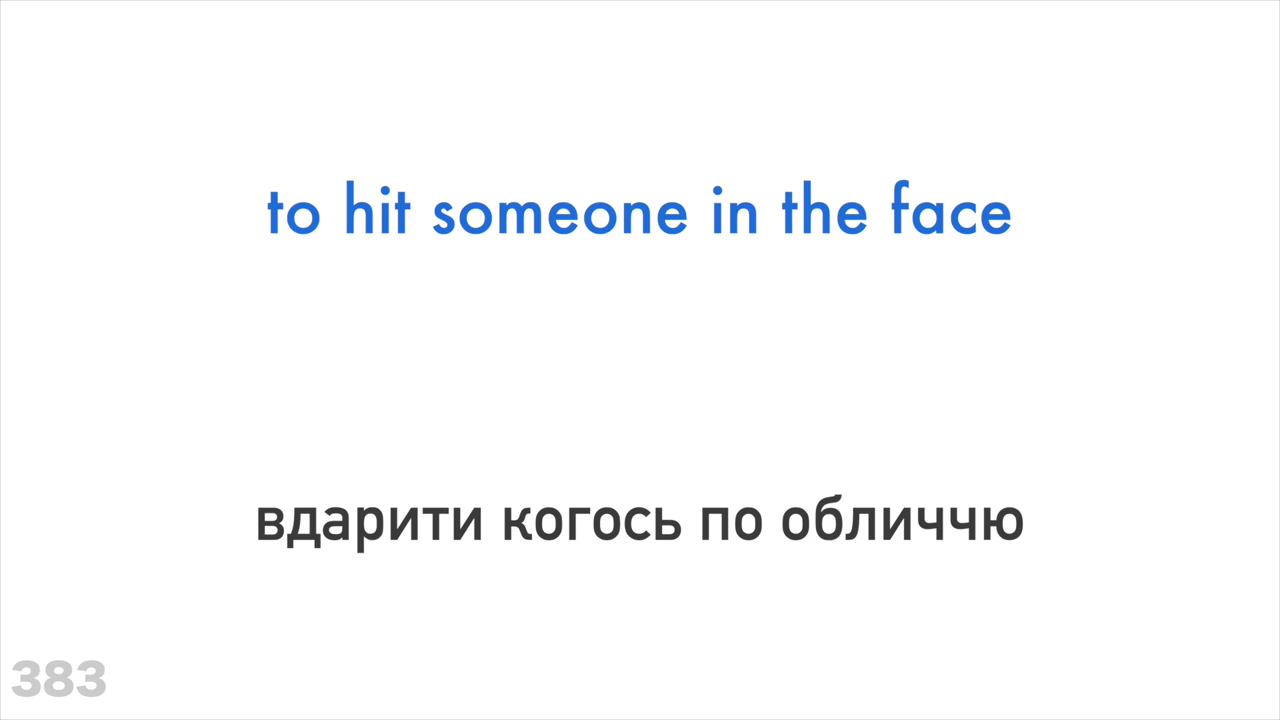 to hit someone in the face
вдарити когось по обличчю
383